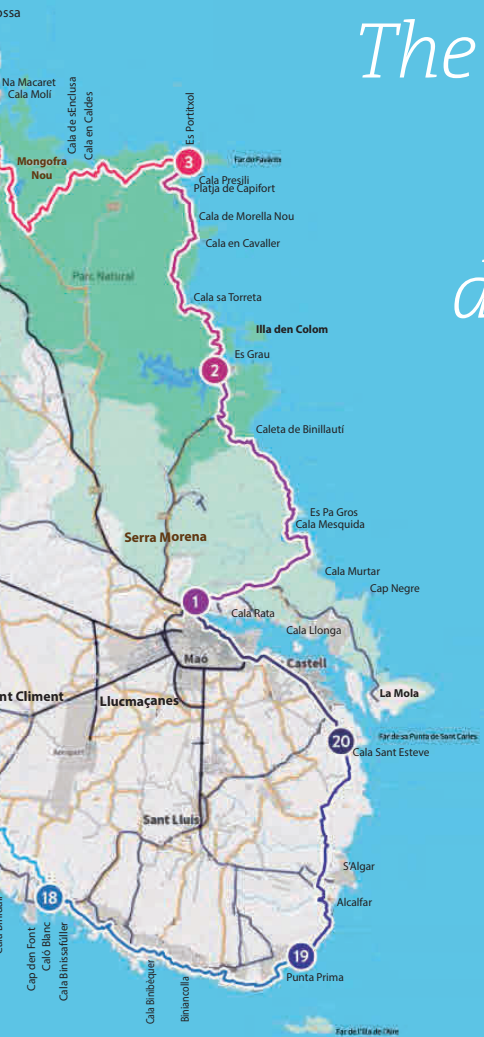 ossa
The
Na Macaret
Cala Molí
Cala de sEnclusa
Cala en Caldes
Es Portitxol
Mongofra
Nou
3
Far de Favàritx
Cala Presili
Platja de Capifort
Cala de Morella Nou
Cala en Cavaller
Parc Natural
d
Cala sa Torreta
Illa den Colom
Es Grau
2
Caleta de Binillautí
Es Pa Gros
Cala Mesquida
Serra Morena
Cala Murtar
Cap Negre
1
Cala Rata
Cala Llonga
Maó
Castell
La Mola
nt Climent
Llucmaçanes
20
Far de sa Punta de Sant Carles
Cala Sant Esteve
Aeroport
Sant Lluís
S'Algar
Alcalfar
18
Cap den Font
Caló Blanc
Cala Binissafúller
Cala Binibèquer
Biniancolla
19
Punta Prima
Far de l'Illa de l'Aire